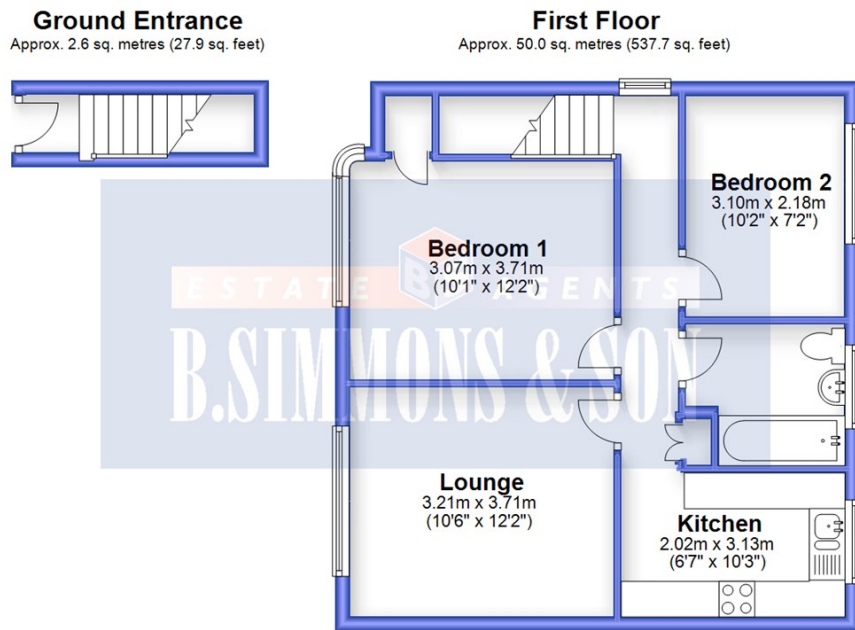 Ground Entrance
Approx. 2.6 sq. metres (27.9 sq. feet)
First Floor
Approx. 50.0 sq. metres (537.7 sq. feet)
Bedroom 2
3.10m x 2.18m
(10'2" x 7'2")
Bedroom 1
3.07m x 3.71m
(10'1" x 12'2")
ESTATE B AGENTS
B.SIMMONS & SON
Lounge
3.21m x 3.71m
(10'6" x 12'2")
Kitchen
2.02m x 3.13m
(6'7" x 10'3")